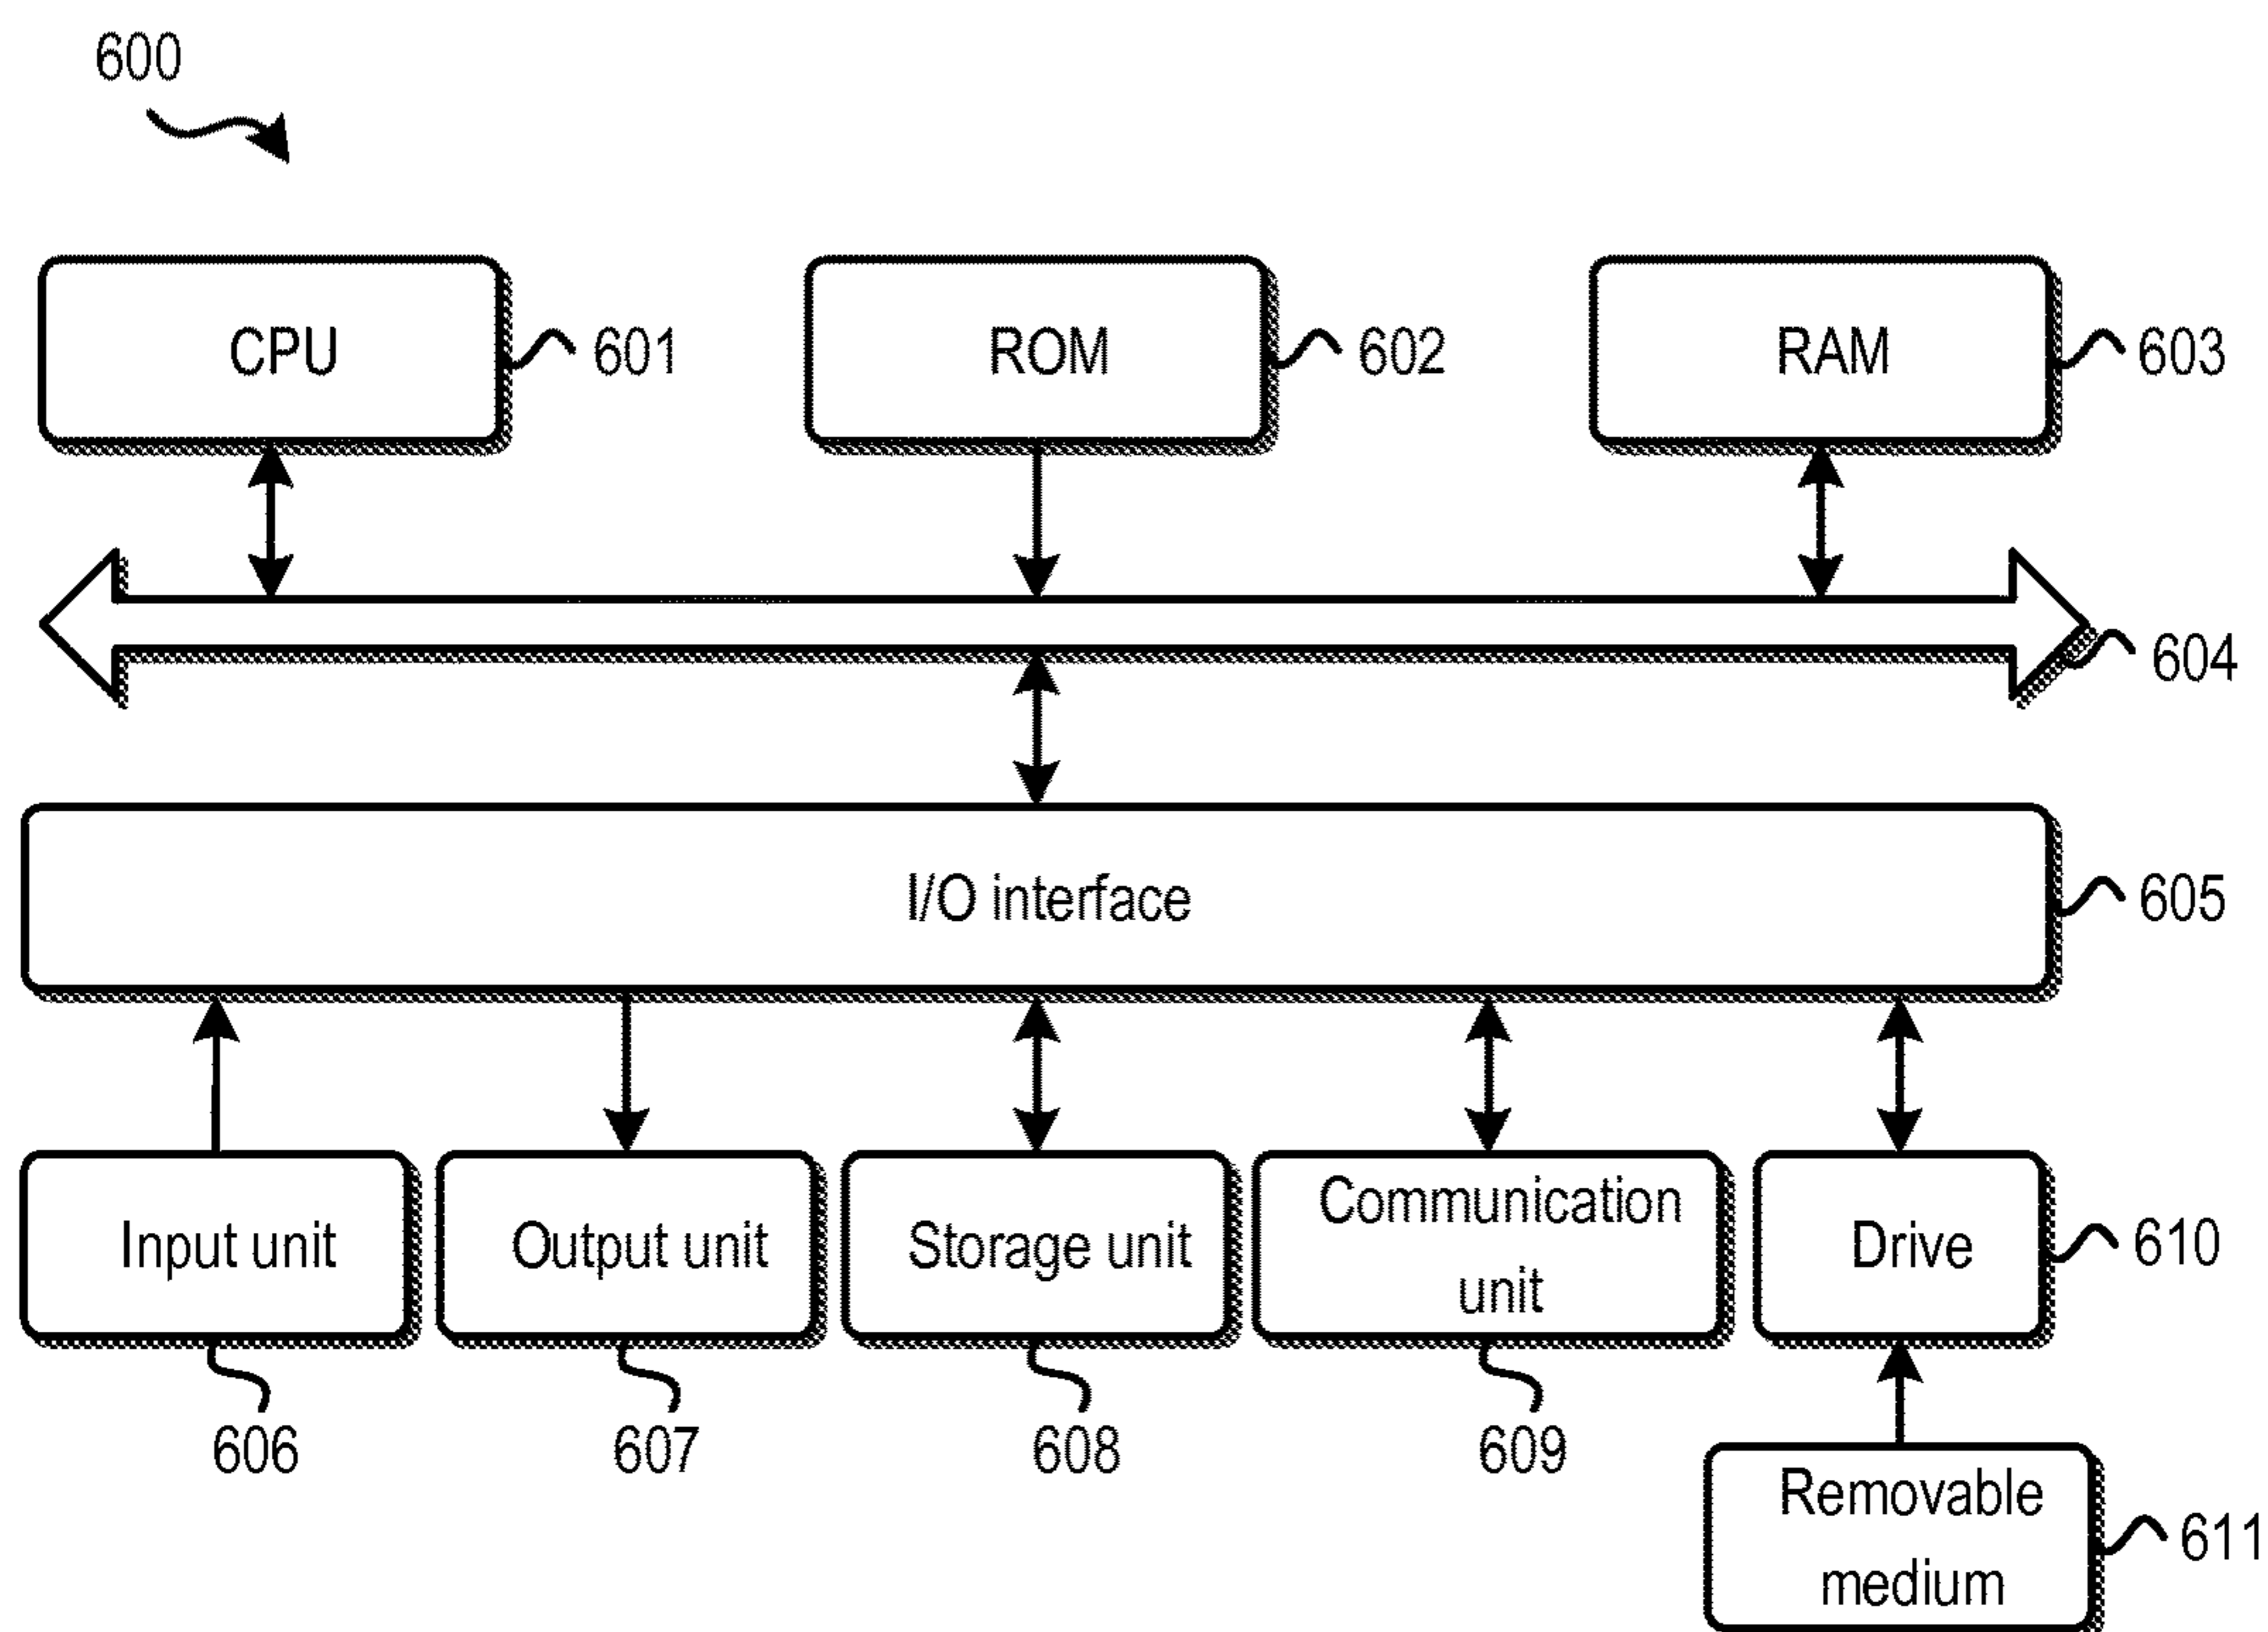 600
CPU
601
ROM
602
RAM
603
604
I/O interface
605
Input unit
Output unit
Storage unit
Communication
unit
Drive
610
606
607
608
609
Removable
medium
611